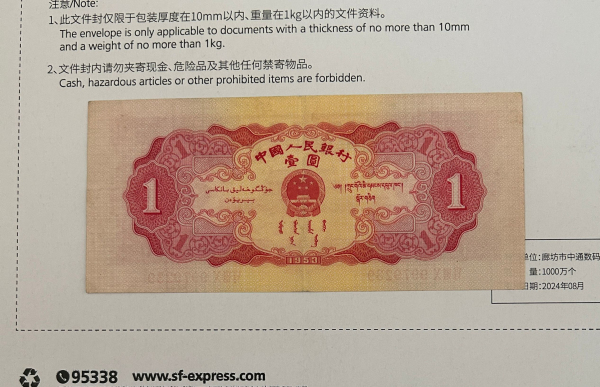 注意/Note:
1、此文件封仅限于包装厚度在10mm以内、重量在1kg以内的文件资料。
The envelope is only applicable to documents with a thickness of no more than 10mm
and a weight of no more than 1kg.
2、文件封内请勿夹寄现金、危险品及其他任何禁寄物品。
Cash, hazardous articles or other prohibited items are forbidden.
中國人民銀行
壹圓
1
1
1953
单位: 廊坊市中通数码
量: 1000万个
日期: 2024年08月
95338
www.sf-express.com